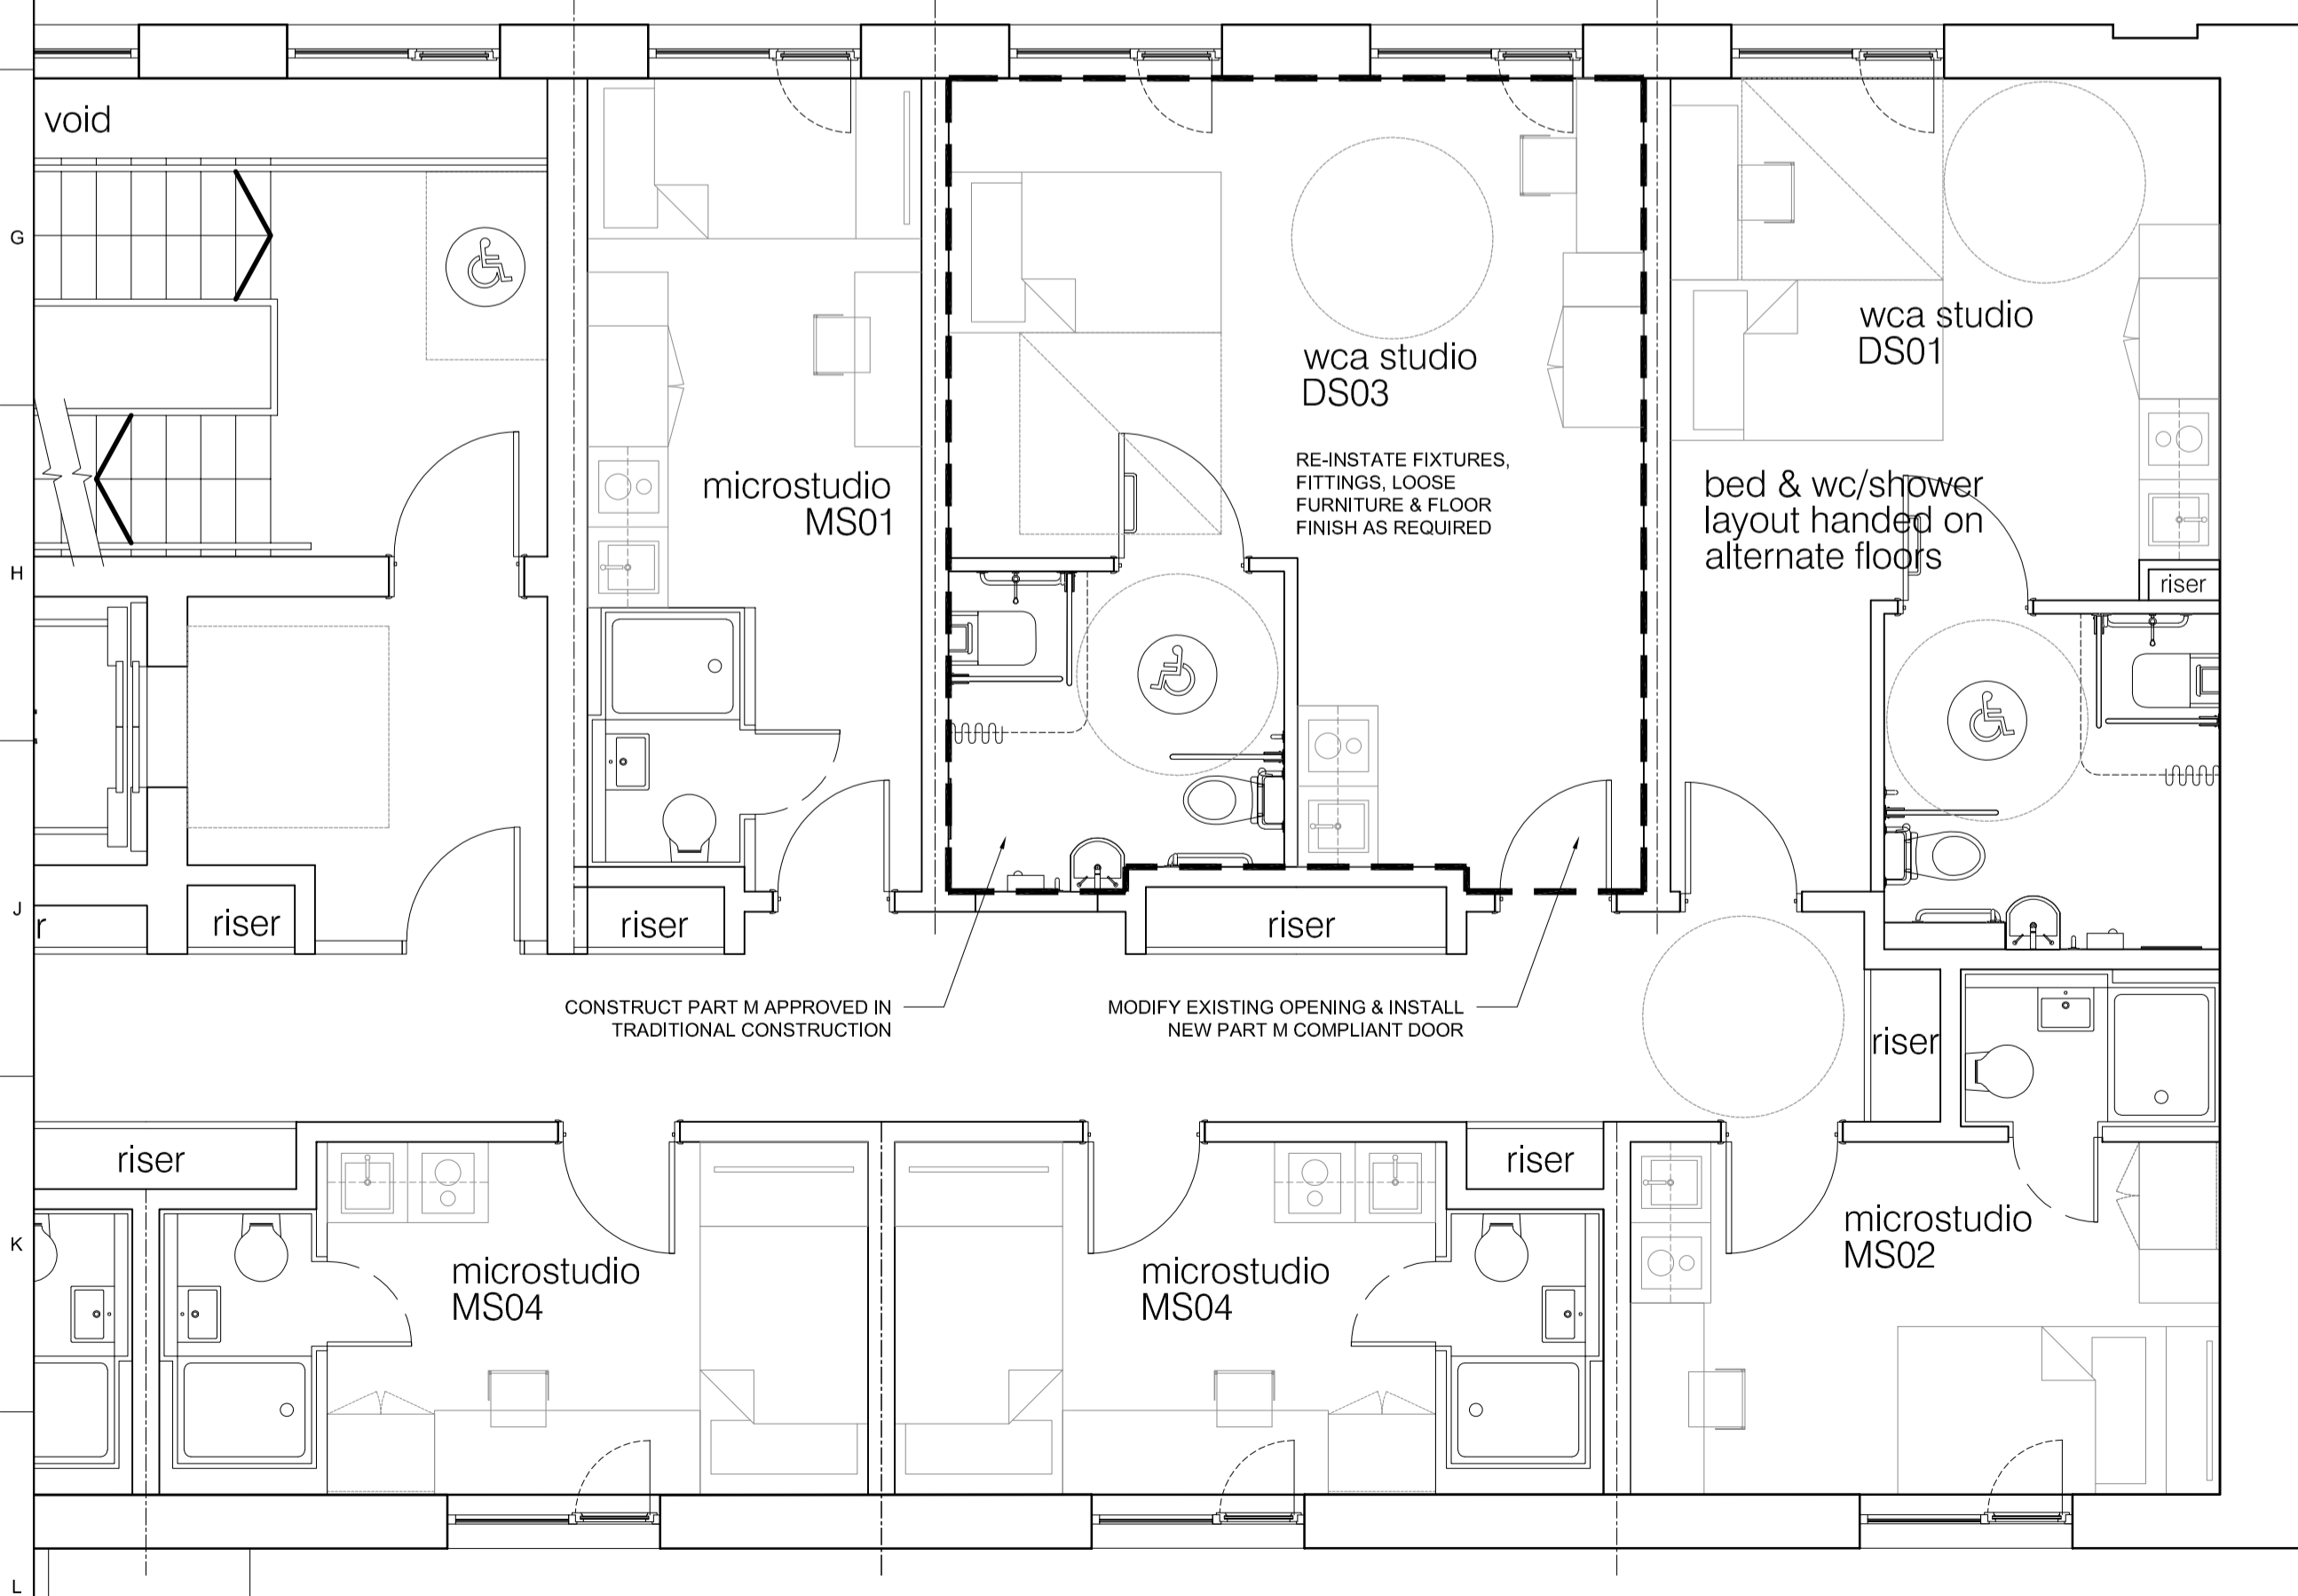 void
G
wca studio
DS01
wca studio
DS03
RE-INSTATE FIXTURES,
FITTINGS, LOOSE
FURNITURE & FLOOR
FINISH AS REQUIRED
microstudio
MS01
bed & wc/shower
layout handed on
alternate floors
H
riser
J
r
riser
riser
riser
CONSTRUCT PART M APPROVED IN
TRADITIONAL CONSTRUCTION
MODIFY EXISTING OPENING & INSTALL
NEW PART M COMPLIANT DOOR
riser
riser
riser
K
microstudio
MS04
microstudio
MS04
microstudio
MS02
L